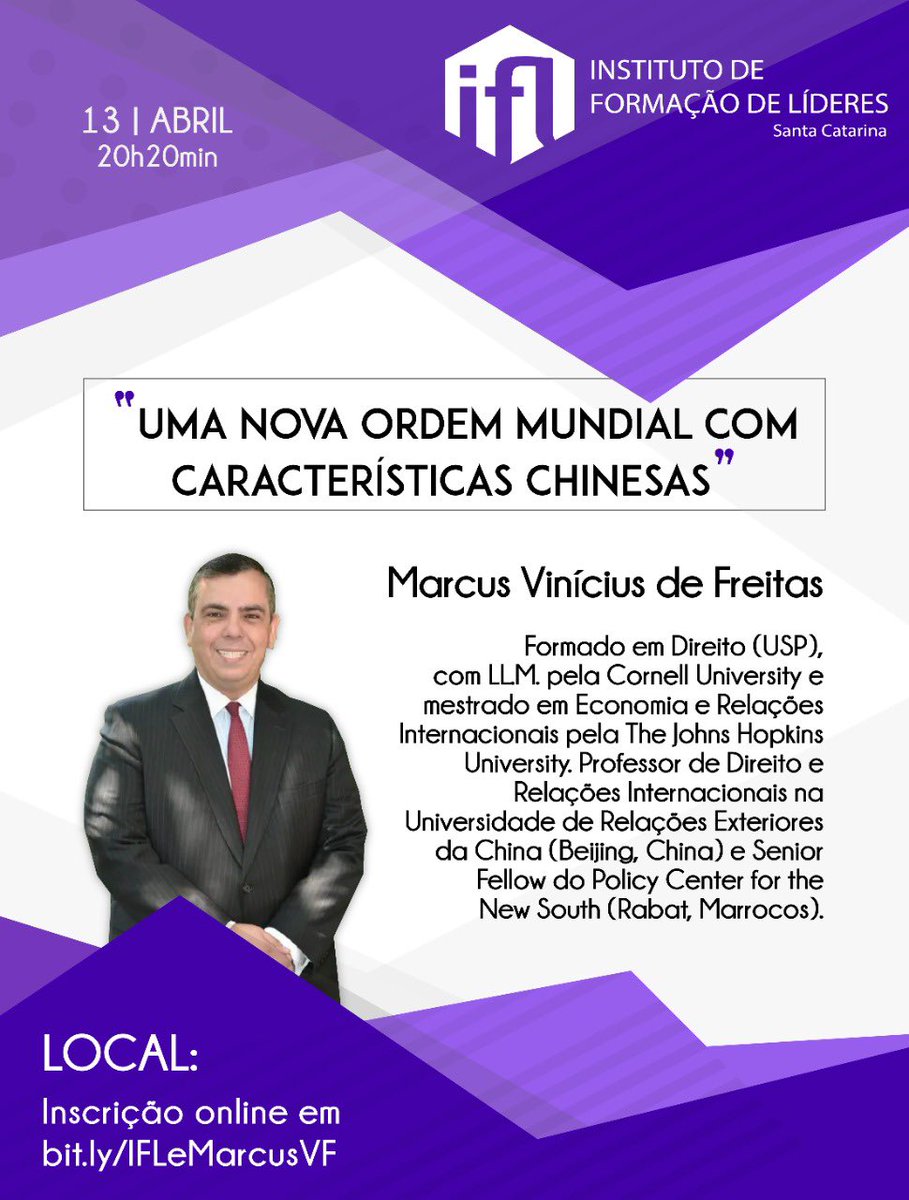 13 | ABRIL
20h20min
ifl
INSTITUTO DE
FORMAÇÃO DE LÍDERES
Santa Catarina
"UMA NOVA ORDEM MUNDIAL COM
CARACTERÍSTICAS CHINESAS"
Marcus Vinícius de Freitas
Formado em Direito (USP),
com LL.M. pela Cornell University e
mestrado em Economia e Relações
Internacionais pela The Johns Hopkins
University. Professor de Direito e
Relações Internacionais na
Universidade de Relações Exteriores
da China (Beijing, China) e Senior
Fellow do Policy Center for the
New South (Rabat, Marrocos).
LOCAL:
Inscrição online em
bit.ly/IFLeMarcusVF